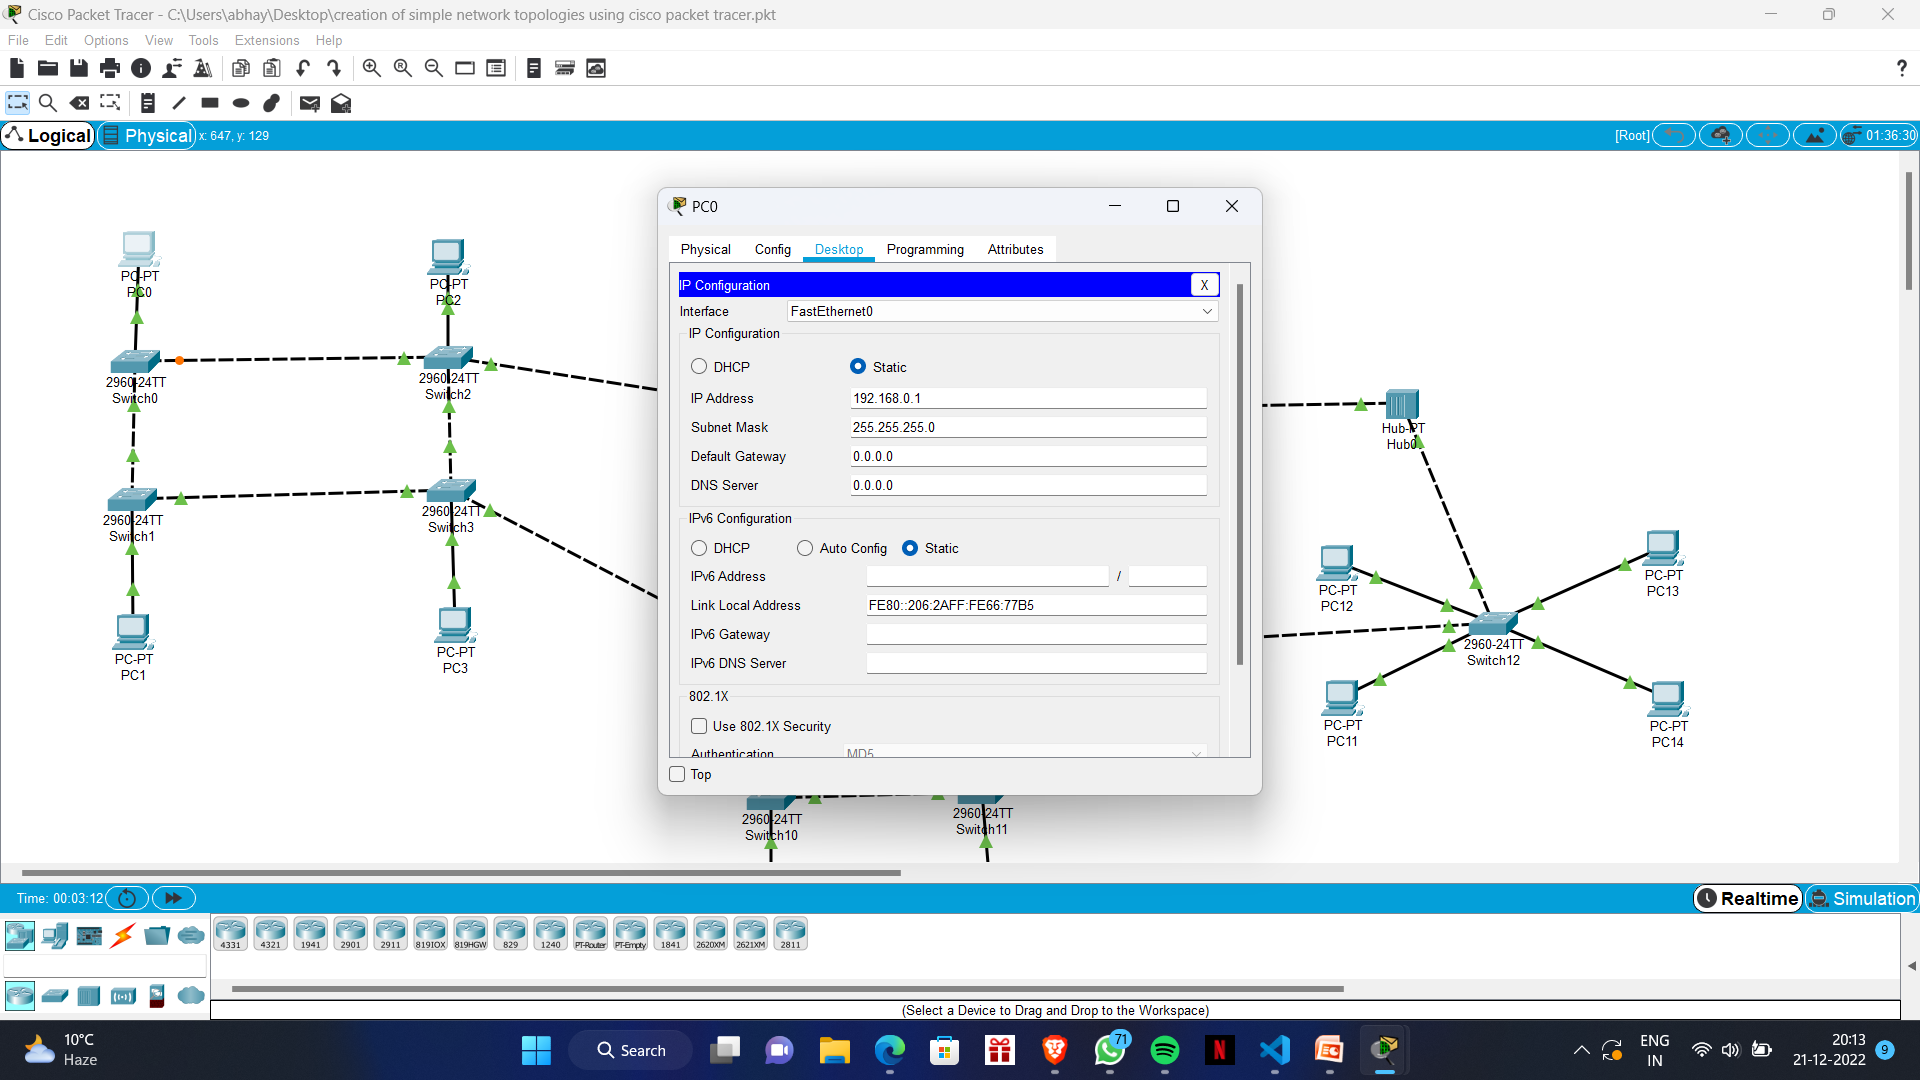 Cisco Packet Tracer - C:\Users\abhay\Desktop\creation of simple network topologies using cisco packet tracer.pkt
File Edit Options View Tools Extensions Help
?
Logical Physical x: 647, y: 129 [Root] 01:36:30
PC0
Physical Config Desktop Programming Attributes
IP Configuration X
Interface FastEthernet0
IP Configuration
DHCP Static
IP Address 192.168.0.1
Subnet Mask 255.255.255.0
Default Gateway 0.0.0.0
DNS Server 0.0.0.0
IPv6 Configuration
DHCP Auto Config Static
IPv6 Address /
Link Local Address FE80::206:2AFF:FE66:77B5
IPv6 Gateway
IPv6 DNS Server
802.1X
Use 802.1X Security
Authentication MD5
Top
PC-PT
PC0
PC-PT
PC2
2960-24TT
Switch0
2960-24TT
Switch2
2960-24TT
Switch1
2960-24TT
Switch3
PC-PT
PC1
PC-PT
PC3
Hub-PT
Hub0
PC-PT
PC12
PC-PT
PC13
2960-24TT
Switch12
PC-PT
PC11
PC-PT
PC14
2960-24TT
Switch10
2960-24TT
Switch11
Time: 00:03:12 Realtime Simulation
4331 4321 1941 2901 2911 819IOX 819HGW 829 1240 PT-Router PT-Empty 1841 2620XM 2621XM 2811
(Select a Device to Drag and Drop to the Workspace)
10°C
Haze
Search
71
N
ENG
IN
20:13
21-12-2022
9